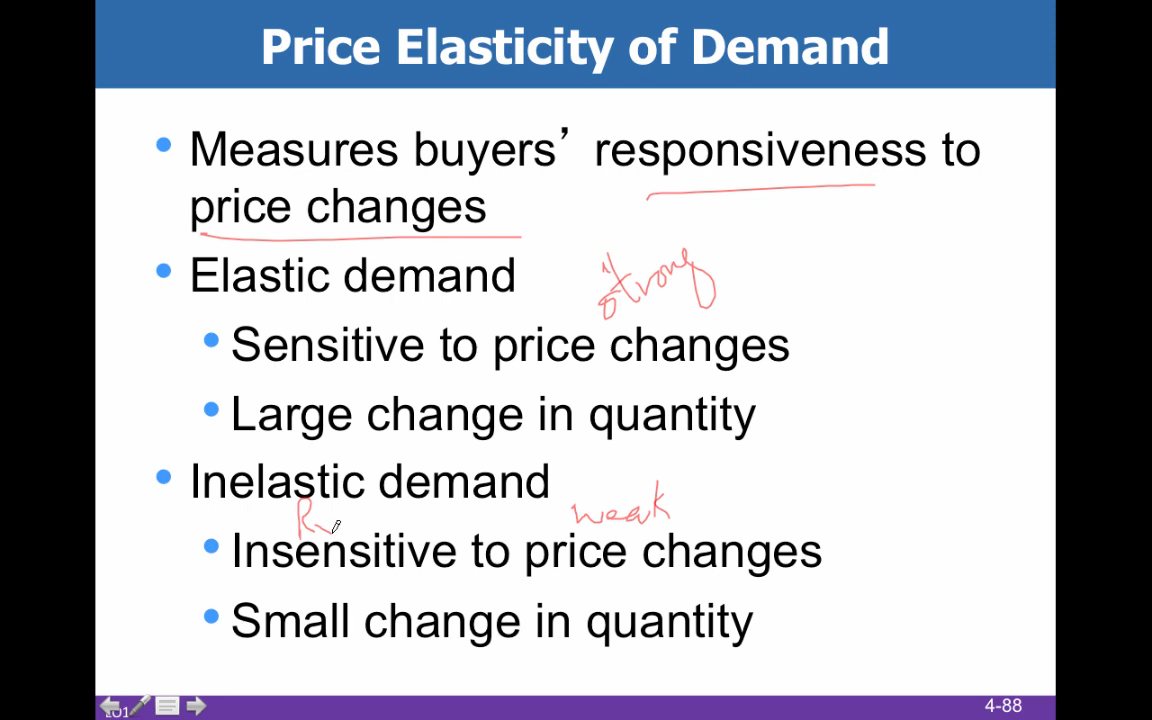 Price Elasticity of Demand
• Measures buyers’ responsiveness to
price changes
• Elastic demand
strong
• Sensitive to price changes
• Large change in quantity
• Inelastic demand
weak
• Insensitive to price changes
• Small change in quantity
4-88